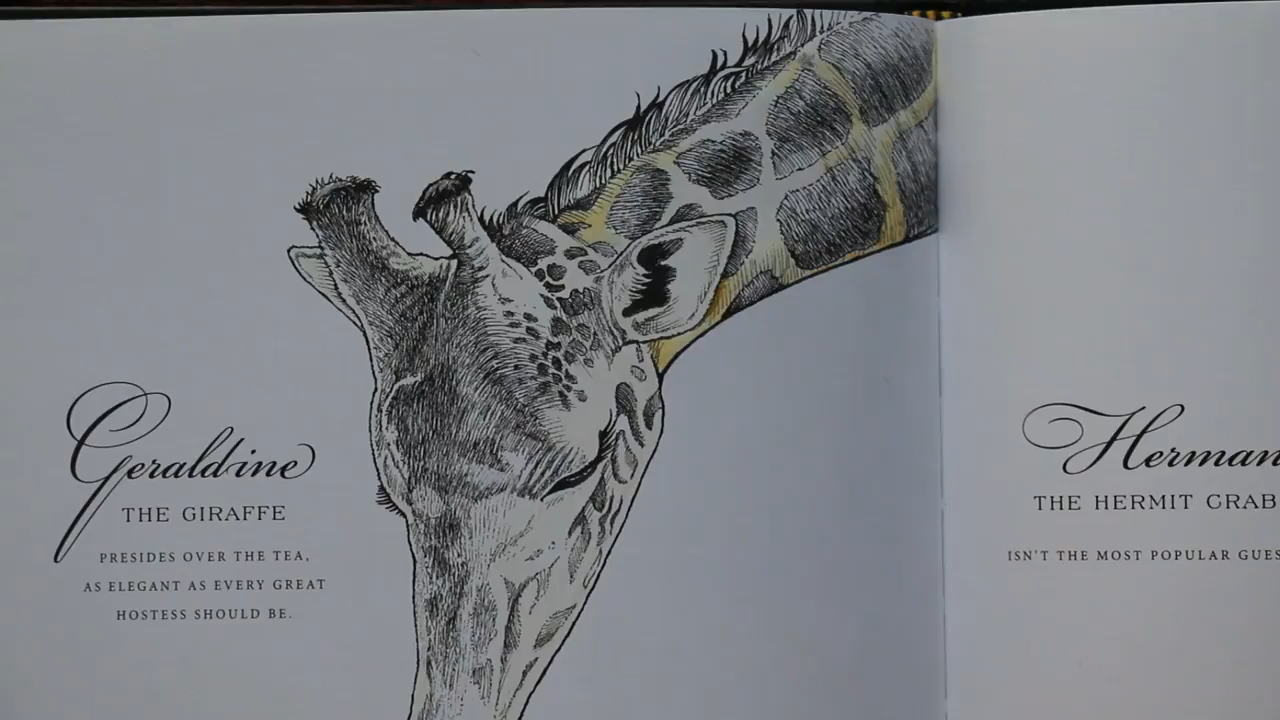 Geraldine
THE GIRAFFE
PRESIDES OVER THE TEA,
AS ELEGANT AS EVERY GREAT
HOSTESS SHOULD BE.
Herman
THE HERMIT CRAB
ISN'T THE MOST POPULAR